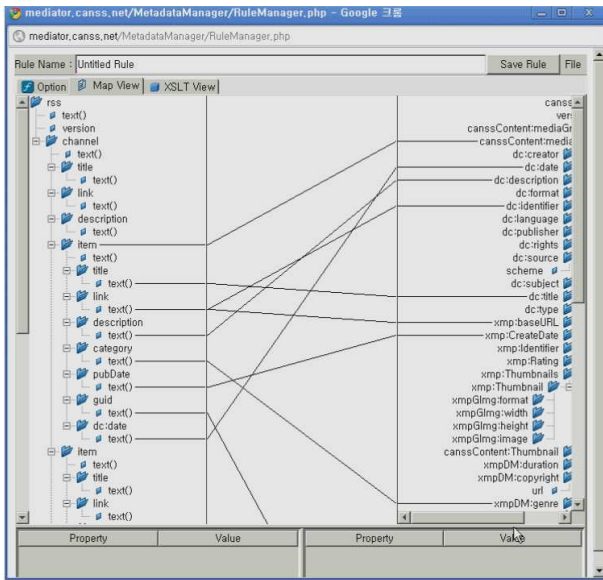 mediator.canss.net/MetadataManager/RuleManager.php - Google 크롬
mediator.canss.net/MetadataManager/RuleManager.php
Rule Name : Untitled Rule Save Rule File
Option Map View XSLT View
rss
text()
version
channel
text()
title
text()
link
text()
description
text()
item
title
text()
link
text()
description
text()
category
text()
pubDate
text()
guid
text()
dc:date
text()
item
text()
title
text()
link
text()
canss
ver
canssContent:mediaGr
canssContent:media
dc:creator
dc:date
dc:description
dc:format
dc:identifier
dc:language
dc:publisher
dc:rights
dc:source
scheme
dc:subject
dc:title
dc:type
xmp:baseURL
xmp:CreateDate
xmp:Identifier
xmp:Rating
xmp:Thumbnails
xmp:Thumbnail
xmpGImg:format
xmpGImg:width
xmpGImg:height
xmpGImg:image
canssContent:Thumbnail
xmpDM:duration
xmpDM:copyright
url
xmpDM:genre
Property Value Property Value